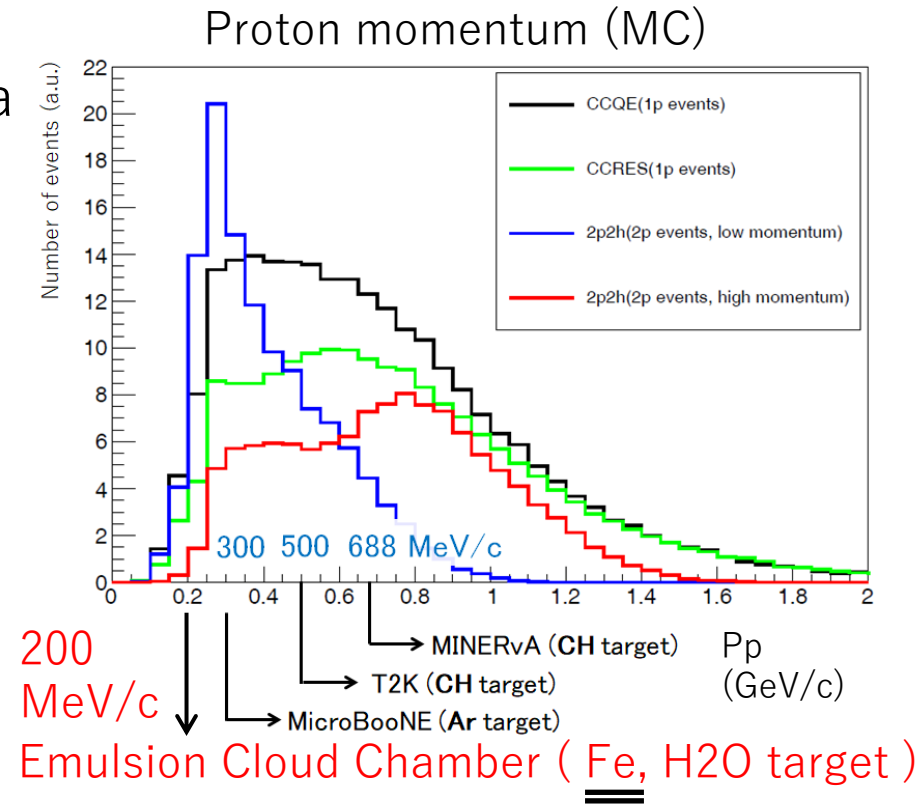 Proton momentum (MC)
a
Number of events (a.u.)
22
20
18
16
14
12
10
8
6
4
2
0
CCQE(1p events)
CCRES(1p events)
2p2h(2p events, low momentum)
2p2h(2p events, high momentum)
300 500 688 MeV/c
0 0.2 0.4 0.6 0.8 1 1.2 1.4 1.6 1.8 2
Pp
(GeV/c)
MINERvA (CH target)
T2K (CH target)
MicroBooNE (Ar target)
200
MeV/c
Emulsion Cloud Chamber ( Fe, H2O target )